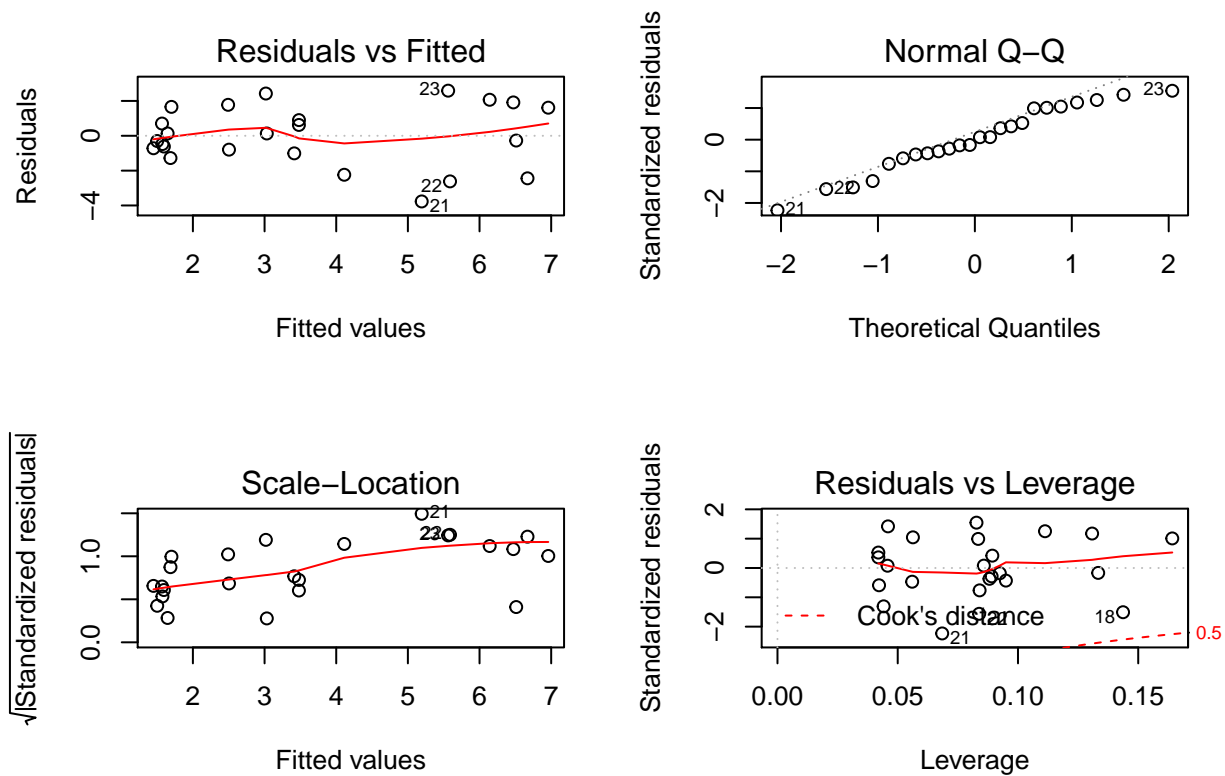 Residuals vs Fitted
Residuals
0
−4
23
22
21
2 3 4 5 6 7
Fitted values
Normal Q−Q
Standardized residuals
0
−2
21
22
23
−2 −1 0 1 2
Theoretical Quantiles
Scale−Location
√|Standardized residuals|
1.0
0.0
21
2 3 4 5 6 7
Fitted values
Residuals vs Leverage
Standardized residuals
2
0
−2
Cook's distance
18
21
0.5
0.00 0.05 0.10 0.15
Leverage